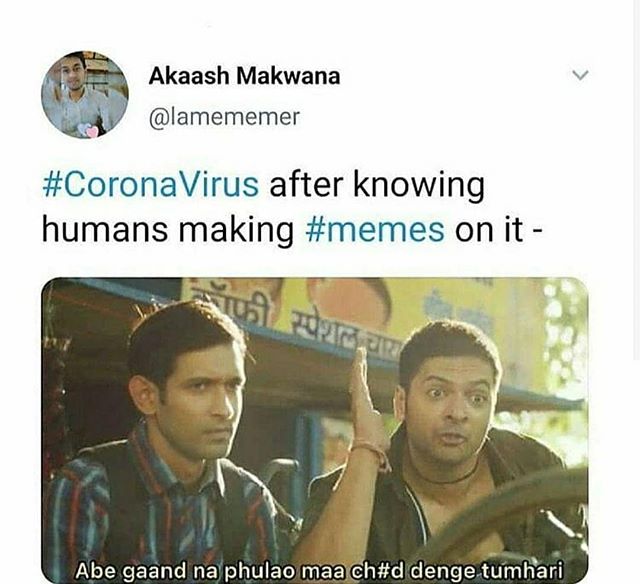 Akaash Makwana
@lamememer
#CoronaVirus after knowing
humans making #memes on it -
कॉफी स्पेशल चाय
Abe gaand na phulao maa ch#d denge tumhari